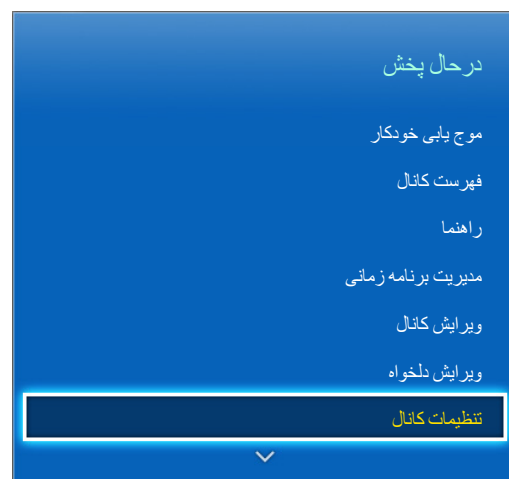 درحال پخش
موج یابی خودکار
فهرست کانال
راهنما
مدیریت برنامه زمانی
ویرایش کانال
ویرایش دلخواه
تنظیمات کانال